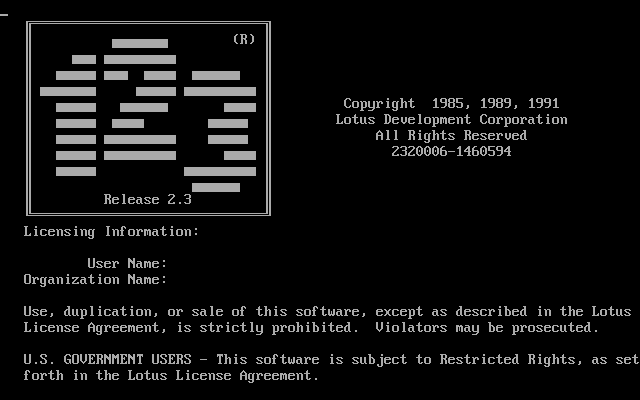 (R)
123
Release 2.3
Copyright 1985, 1989, 1991
Lotus Development Corporation
All Rights Reserved
2320006-1460594
Licensing Information:
User Name:
Organization Name:
Use, duplication, or sale of this software, except as described in the Lotus
License Agreement, is strictly prohibited. Violators may be prosecuted.
U.S. GOVERNMENT USERS - This software is subject to Restricted Rights, as set
forth in the Lotus License Agreement.